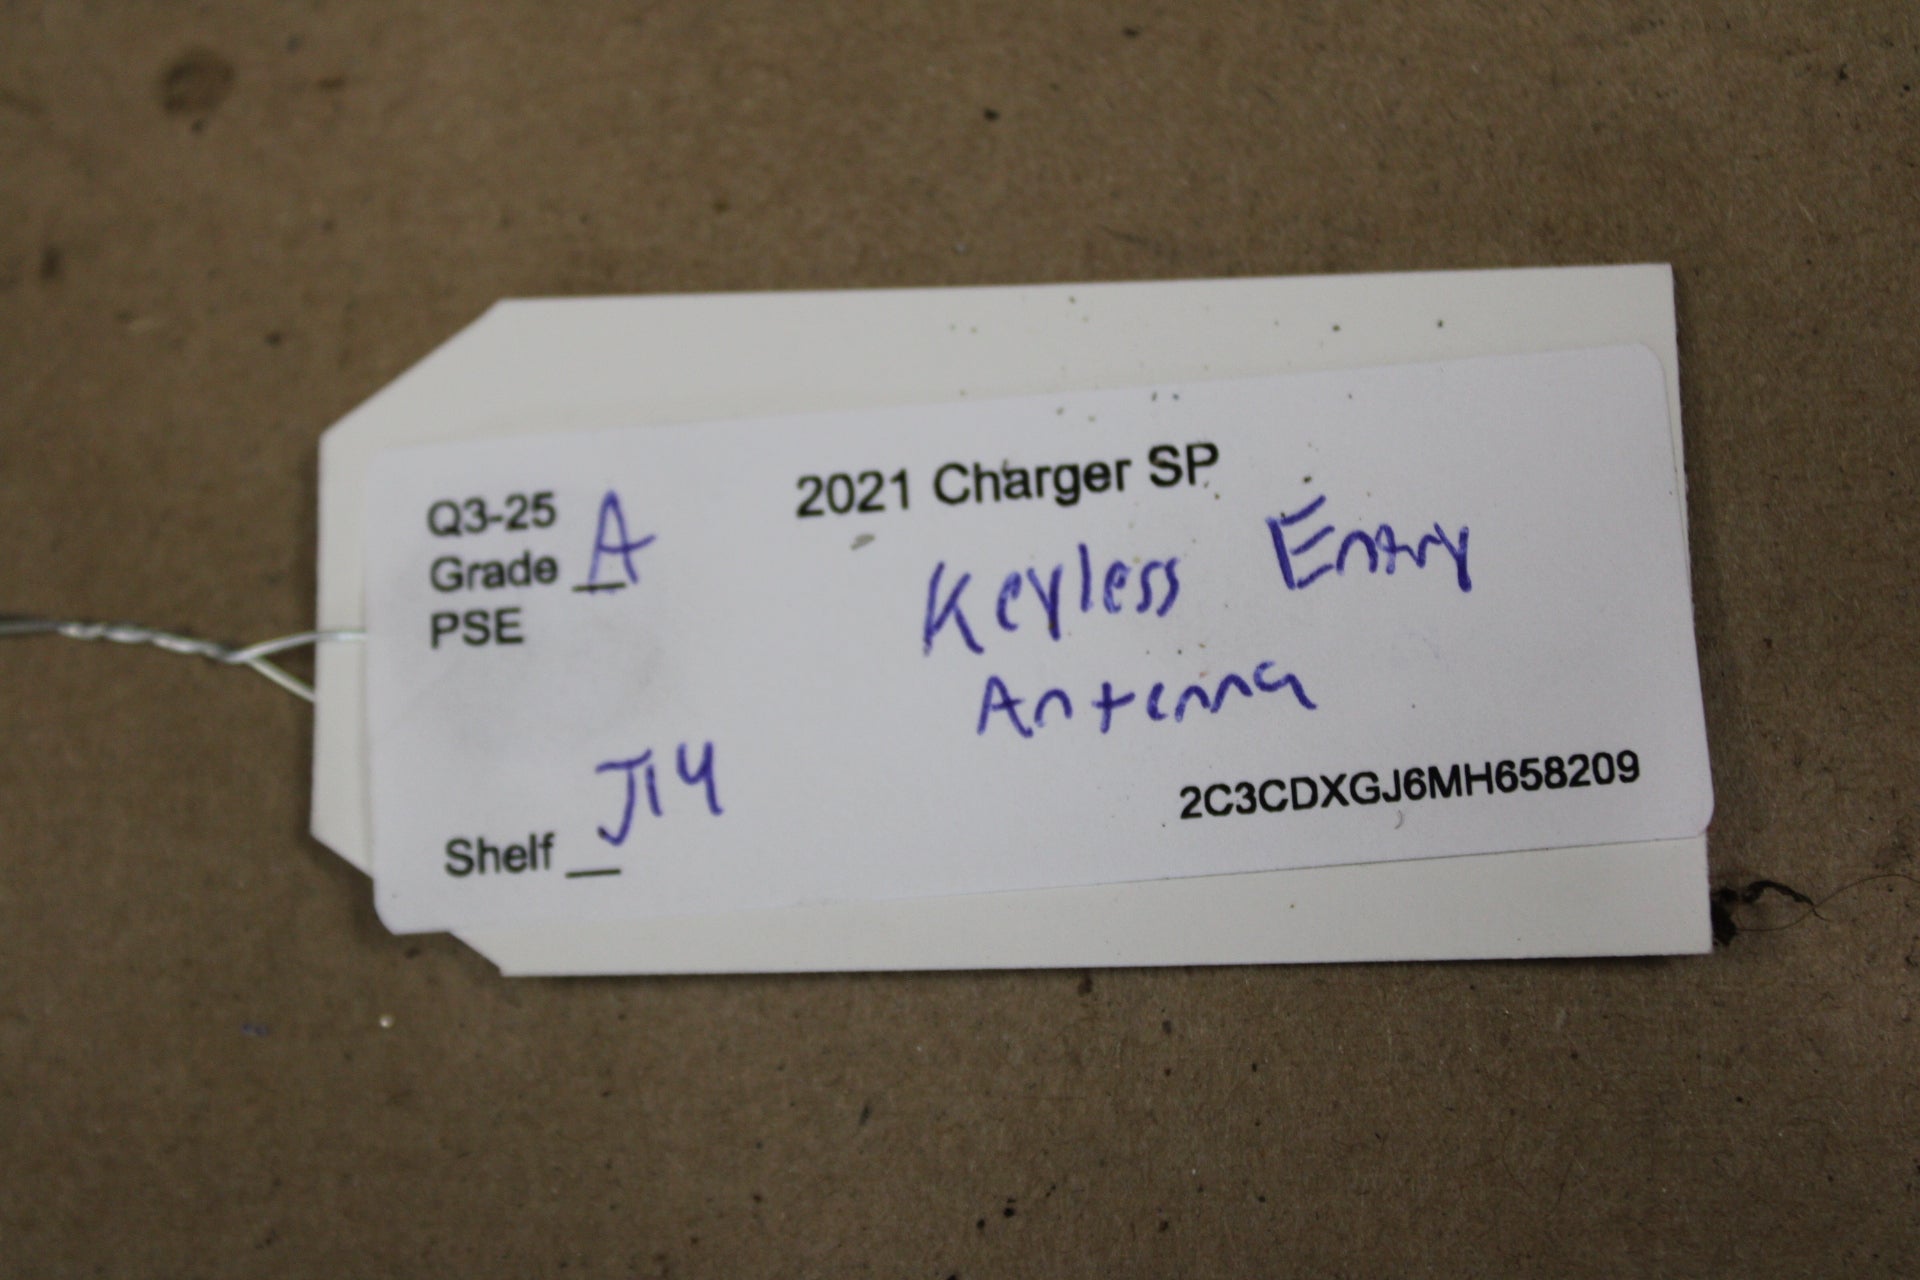 Q3-25
Grade A
PSE
Shelf J14
2021 Charger SP
Keyless Entry
Antenna
2C3CDXGJ6MH658209